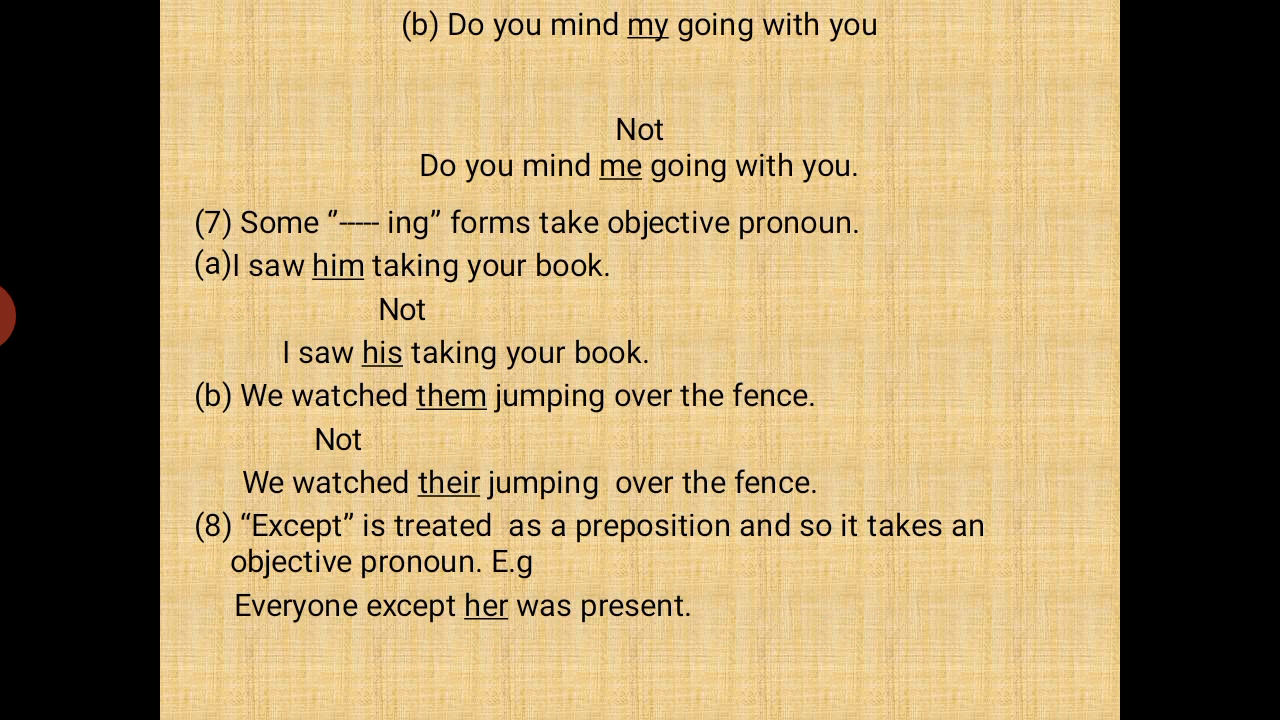 (b) Do you mind my going with you
Not
Do you mind me going with you.
(7) Some “----- ing” forms take objective pronoun.
(a)I saw him taking your book.
Not
I saw his taking your book.
(b) We watched them jumping over the fence.
Not
We watched their jumping  over the fence.
(8) “Except” is treated  as a preposition and so it takes an
objective pronoun. E.g
Everyone except her was present.